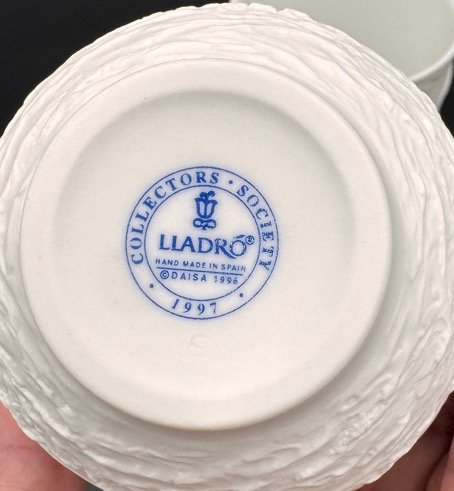 COLLECTORS · SOCIETY
LLADRÓ®
HAND MADE IN SPAIN
©DAISA 1996
· 1997 ·